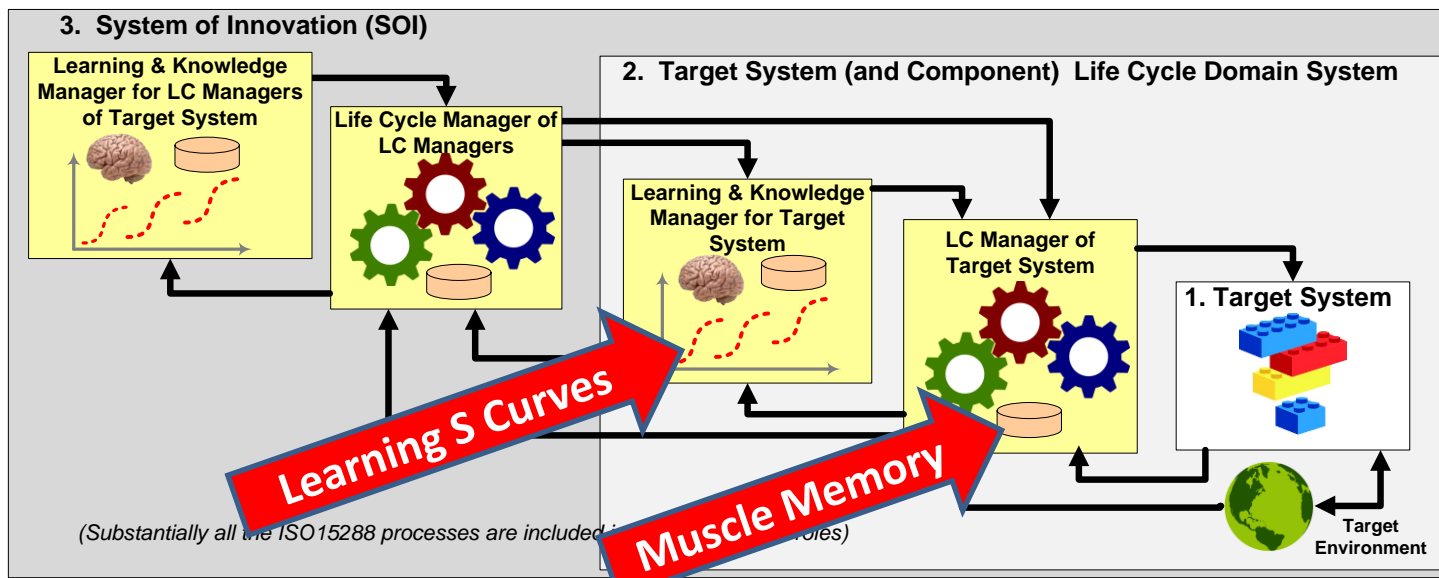 3. System of Innovation (SOI)
Learning & Knowledge
Manager for LC Managers
of Target System
Life Cycle Manager of
LC Managers
2. Target System (and Component) Life Cycle Domain System
Learning & Knowledge
Manager for Target
System
LC Manager of
Target System
1. Target System
Learning S Curves
Muscle Memory
(Substantially all the ISO15288 processes are included
roles)
Target
Environment